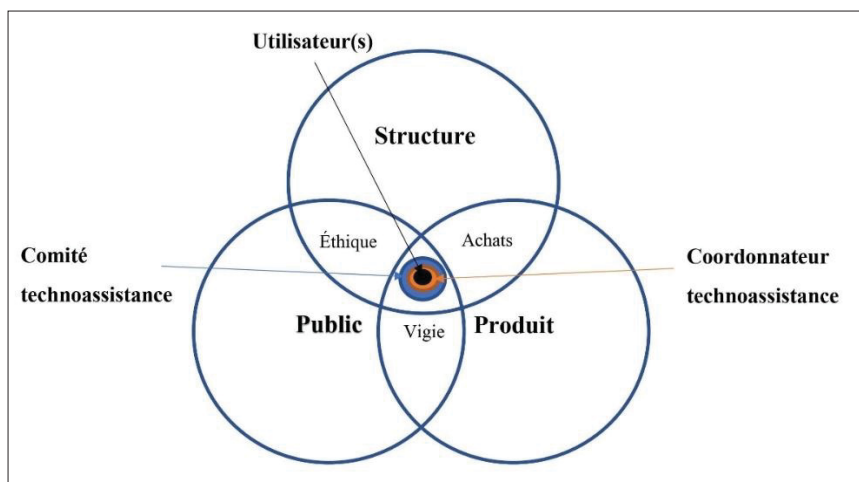 Utilisateur(s)
Structure
Éthique
Achats
Comité
technoassistance
Coordonnateur
technoassistance
Public
Produit
Vigie